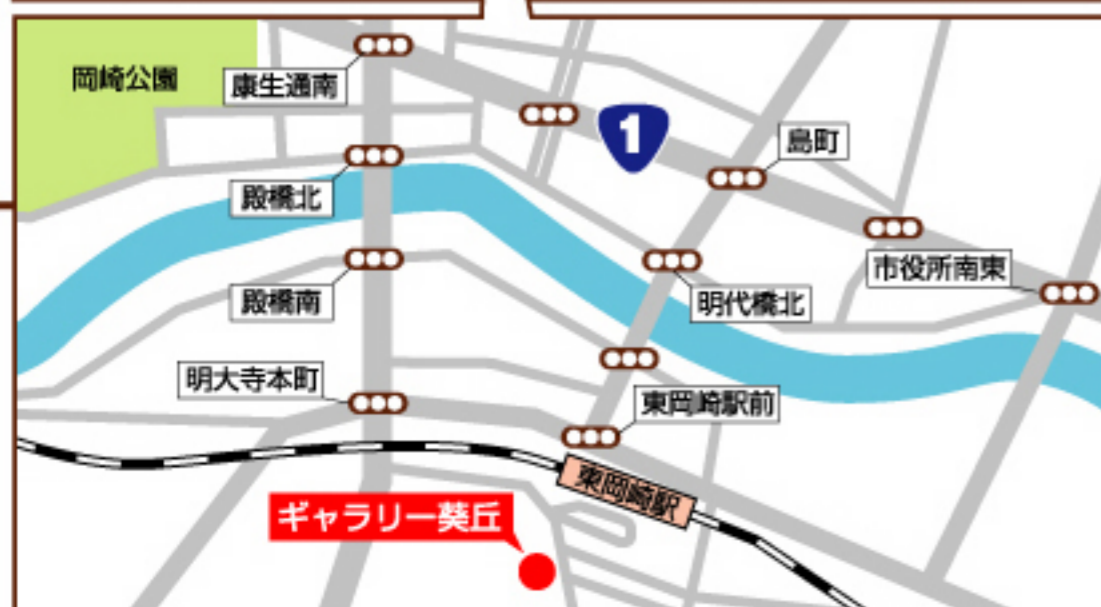 岡崎公園
康生通南
1
島町
殿橋北
市役所南東
殿橋南
明代橋北
明大寺本町
東岡崎駅前
東岡崎駅
ギャラリー葵丘